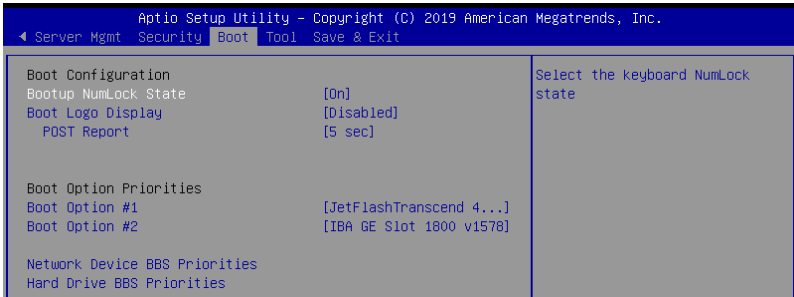 Aptio Setup Utility – Copyright (C) 2019 American Megatrends, Inc.
Server Mgmt Security Boot Tool Save & Exit
Boot Configuration
Bootup NumLock State [On]
Boot Logo Display [Disabled]
POST Report [5 sec]
Boot Option Priorities
Boot Option #1 [JetFlashTranscend 4...]
Boot Option #2 [IBA GE Slot 1800 v1578]
Network Device BBS Priorities
Hard Drive BBS Priorities
Select the keyboard NumLock
state